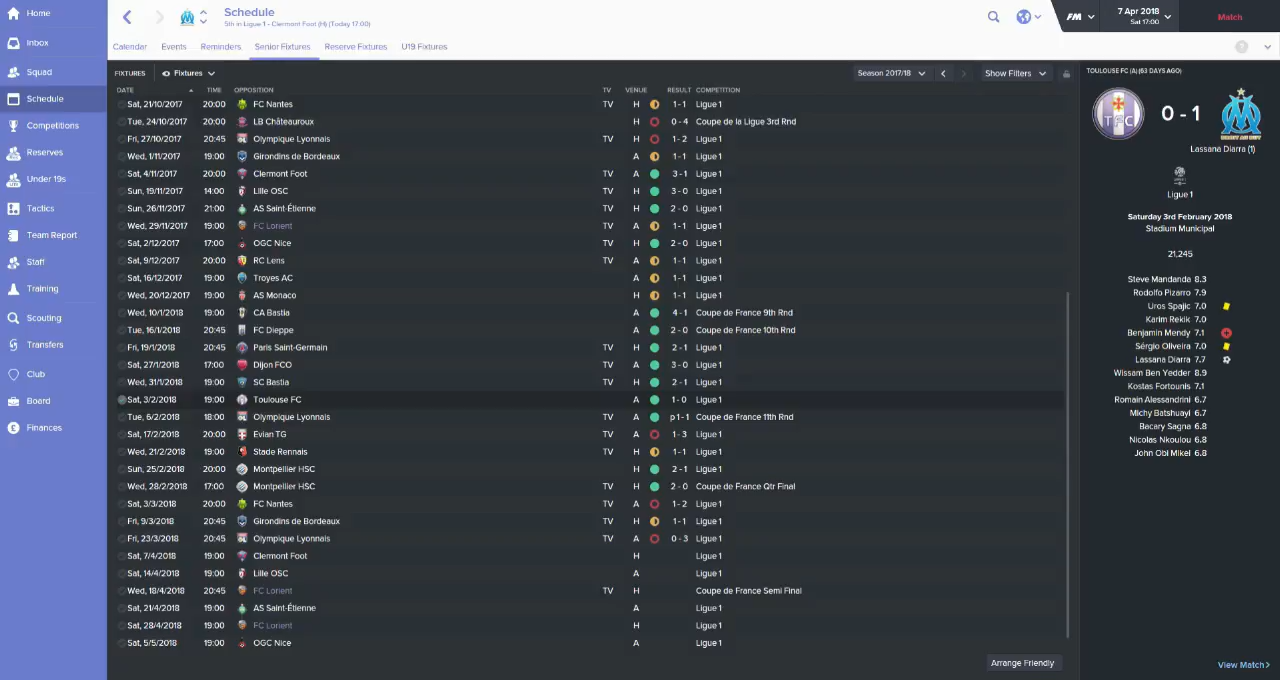 Schedule
5th in Ligue 1 - Clermont Foot (H) (Today 17:00)
FM
7 Apr 2018
Sat 17:00
Match
Calendar Events Reminders Senior Fixtures Reserve Fixtures U19 Fixtures
Home
Inbox
Squad
Schedule
Competitions
Reserves
Under 19s
Tactics
Team Report
Staff
Training
Scouting
Transfers
Club
Board
Finances
FIXTURES Fixtures Season 2017/18 Show Filters
DATE TIME OPPOSITION TV VENUE RESULT COMPETITION
Sat, 21/10/2017 20:00 FC Nantes TV H 1-1 Ligue 1
Tue, 24/10/2017 20:00 LB Châteauroux H 0-4 Coupe de la Ligue 3rd Rnd
Fri, 27/10/2017 20:45 Olympique Lyonnais TV H 1-2 Ligue 1
Wed, 1/11/2017 19:00 Girondins de Bordeaux A 1-1 Ligue 1
Sat, 4/11/2017 20:00 Clermont Foot TV A 3-1 Ligue 1
Sun, 19/11/2017 14:00 Lille OSC TV H 3-0 Ligue 1
Sun, 26/11/2017 21:00 AS Saint-Étienne TV H 2-0 Ligue 1
Wed, 29/11/2017 19:00 FC Lorient TV A 1-1 Ligue 1
Sat, 2/12/2017 17:00 OGC Nice TV H 2-0 Ligue 1
Sat, 9/12/2017 20:00 RC Lens TV A 1-1 Ligue 1
Sat, 16/12/2017 19:00 Troyes AC A 1-1 Ligue 1
Wed, 20/12/2017 19:00 AS Monaco H 1-1 Ligue 1
Wed, 10/1/2018 19:00 CA Bastia A 4-1 Coupe de France 9th Rnd
Tue, 16/1/2018 20:45 FC Dieppe A 2-0 Coupe de France 10th Rnd
Fri, 19/1/2018 20:45 Paris Saint-Germain TV H 2-1 Ligue 1
Sat, 27/1/2018 17:00 Dijon FCO TV A 3-0 Ligue 1
Wed, 31/1/2018 19:00 SC Bastia TV H 2-1 Ligue 1
Sat, 3/2/2018 19:00 Toulouse FC A 1-0 Ligue 1
Tue, 6/2/2018 18:00 Olympique Lyonnais TV A p 1-1 Coupe de France 11th Rnd
Sat, 17/2/2018 20:00 Evian TG TV A 1-3 Ligue 1
Wed, 21/2/2018 19:00 Stade Rennais TV H 1-1 Ligue 1
Sun, 25/2/2018 20:00 Montpellier HSC H 2-1 Ligue 1
Wed, 28/2/2018 17:00 Montpellier HSC TV H 2-0 Coupe de France Qtr Final
Sat, 3/3/2018 20:00 FC Nantes TV A 1-2 Ligue 1
Fri, 9/3/2018 20:45 Girondins de Bordeaux TV H 1-1 Ligue 1
Fri, 23/3/2018 20:45 Olympique Lyonnais TV A 0-3 Ligue 1
Sat, 7/4/2018 19:00 Clermont Foot H Ligue 1
Sat, 14/4/2018 19:00 Lille OSC A Ligue 1
Wed, 18/4/2018 20:45 FC Lorient TV H Coupe de France Semi Final
Sat, 21/4/2018 19:00 AS Saint-Étienne A Ligue 1
Sat, 28/4/2018 19:00 FC Lorient H Ligue 1
Sat, 5/5/2018 19:00 OGC Nice A Ligue 1
Arrange Friendly
TOULOUSE FC (A) (63 DAYS AGO)
TFC
0 - 1
Lassana Diarra (1)
Ligue 1
Saturday 3rd February 2018
Stadium Municipal
21,245
Steve Mandanda 8.3
Rodolfo Pizarro 7.9
Uros Spajic 7.0
Karim Rekik 7.0
Benjamin Mendy 7.1
Sérgio Oliveira 7.0
Lassana Diarra 7.7
Wissam Ben Yedder 8.9
Kostas Fortounis 7.1
Romain Alessandrini 6.7
Michy Batshuayi 6.7
Bacary Sagna 6.8
Nicolas Nkoulou 6.8
John Obi Mikel 6.8
View Match >